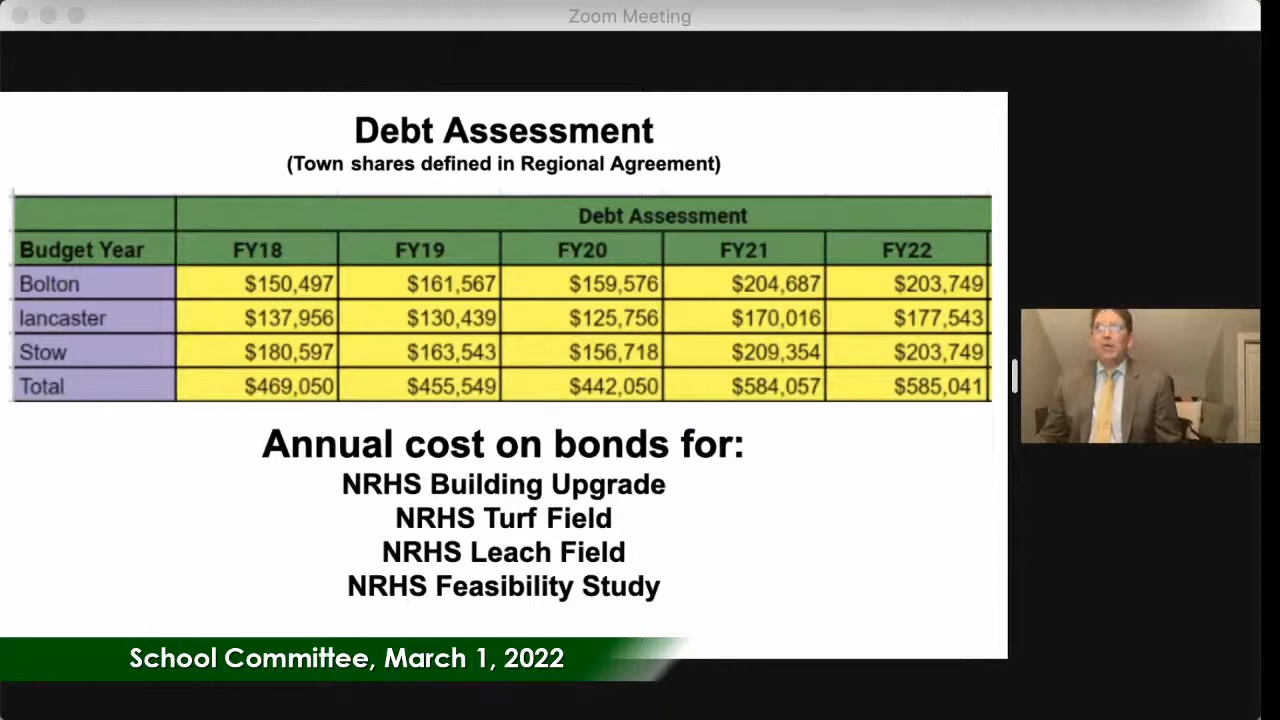 Zoom Meeting
Debt Assessment
(Town shares defined in Regional Agreement)
Debt Assessment
Budget Year FY18 FY19 FY20 FY21 FY22
Bolton $150,497 $161,567 $159,576 $204,687 $203,749
lancaster $137,956 $130,439 $125,756 $170,016 $177,543
Stow $180,597 $163,543 $156,718 $209,354 $203,749
Total $469,050 $455,549 $442,050 $584,057 $585,041
Annual cost on bonds for:
NRHS Building Upgrade
NRHS Turf Field
NRHS Leach Field
NRHS Feasibility Study
School Committee, March 1, 2022